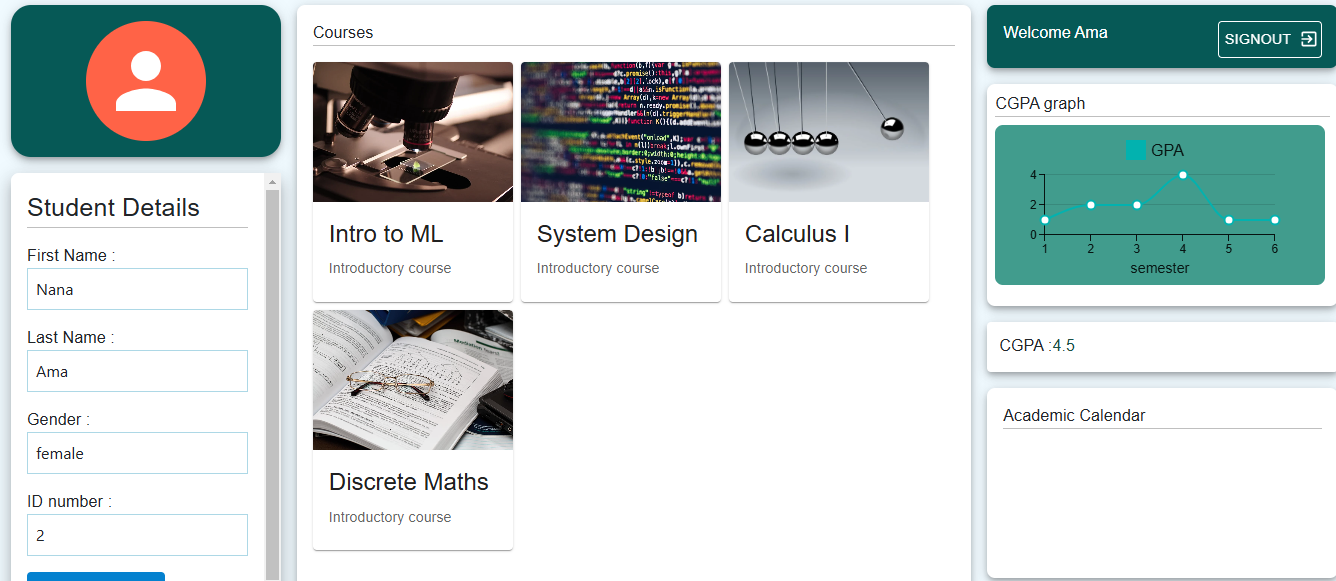 Student Details
First Name :
Nana
Last Name :
Ama
Gender :
female
ID number :
2
Courses
Intro to ML
Introductory course
System Design
Introductory course
Calculus I
Introductory course
Discrete Maths
Introductory course
Welcome Ama
SIGNOUT
CGPA graph
GPA
4
2
0
1 2 3 4 5 6
semester
CGPA :4.5
Academic Calendar